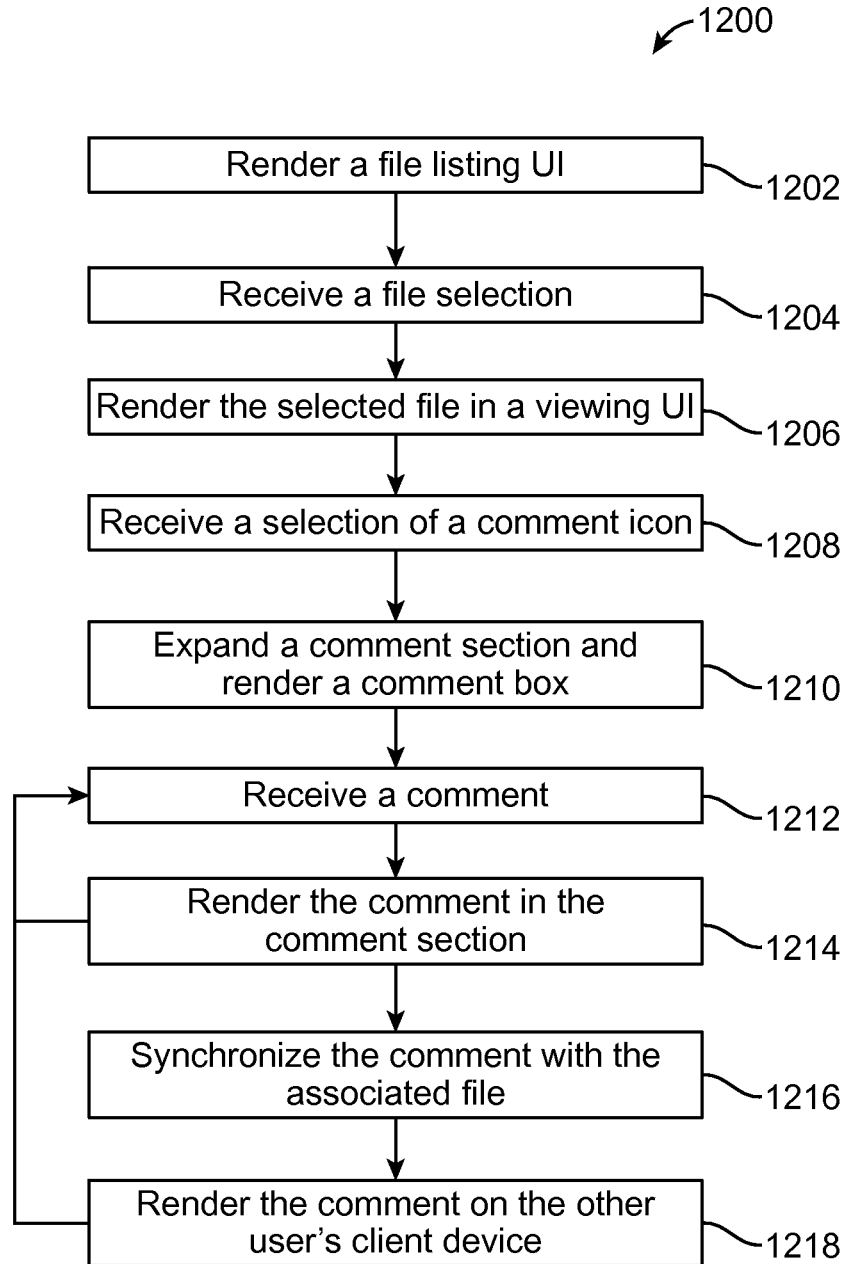 1200
Render a file listing UI
1202
Receive a file selection
1204
Render the selected file in a viewing UI
1206
Receive a selection of a comment icon
1208
Expand a comment section and
render a comment box
1210
Receive a comment
1212
Render the comment in the
comment section
1214
Synchronize the comment with the
associated file
1216
Render the comment on the other
user's client device
1218